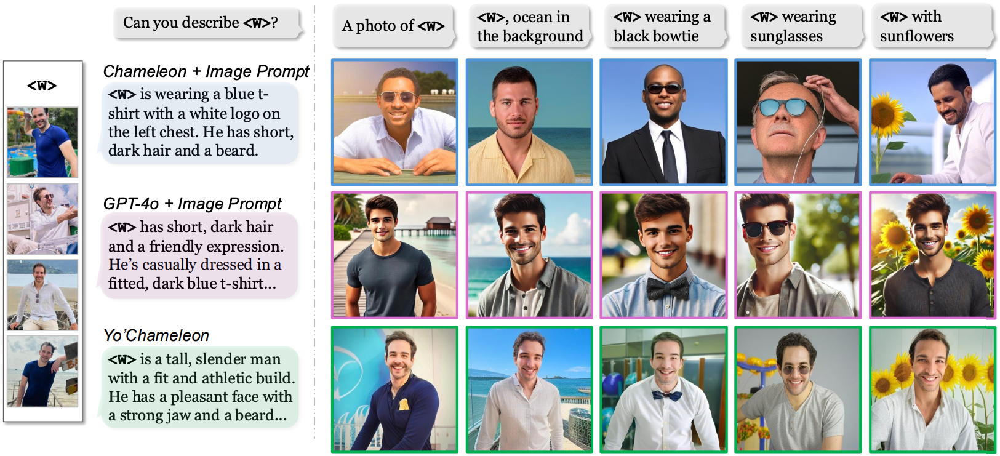 Can you describe <W>?
A photo of <W>
<W>, ocean in
the background
<W> wearing a
black bowtie
<W> wearing
sunglasses
<W> with
sunflowers
<W>
Chameleon + Image Prompt
<W> is wearing a blue t-
shirt with a white logo on
the left chest. He has short,
dark hair and a beard.
GPT-4o + Image Prompt
<W> has short, dark hair
and a friendly expression.
He's casually dressed in a
fitted, dark blue t-shirt...
Yo'Chameleon
<W> is a tall, slender man
with a fit and athletic build.
He has a pleasant face with
a strong jaw and a beard...